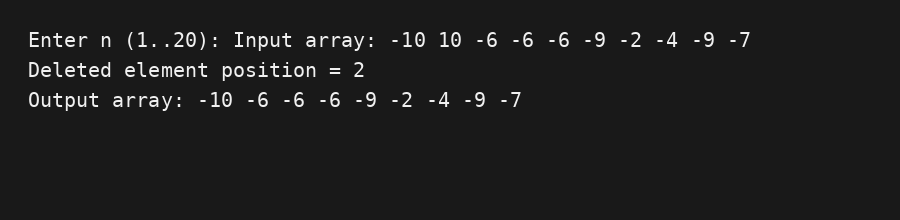 Enter n (1..20): Input array: -10 10 -6 -6 -6 -9 -2 -4 -9 -7
Deleted element position = 2
Output array: -10 -6 -6 -6 -9 -2 -4 -9 -7